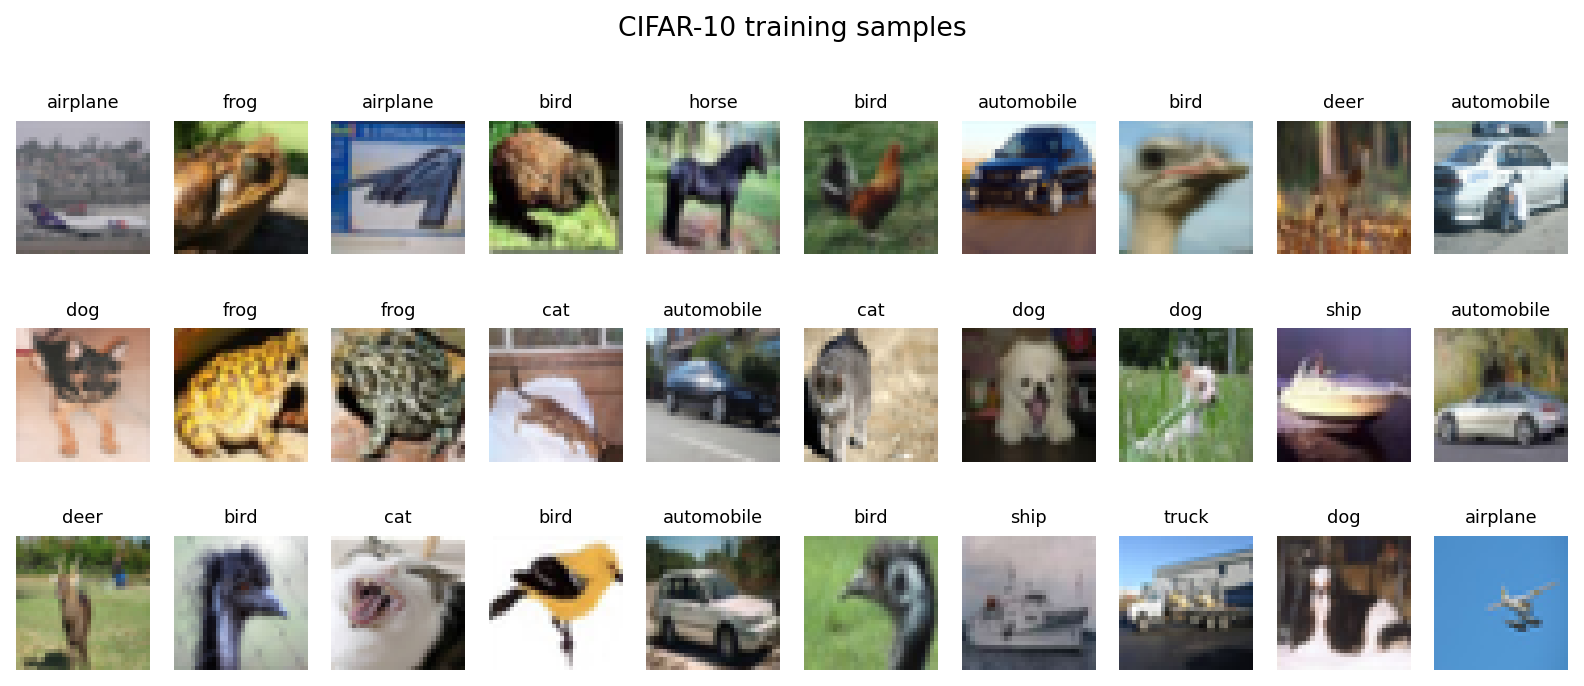 CIFAR-10 training samples
airplane frog airplane bird horse bird automobile bird deer automobile
dog frog frog cat automobile cat dog dog ship automobile
deer bird cat bird automobile bird ship truck dog airplane